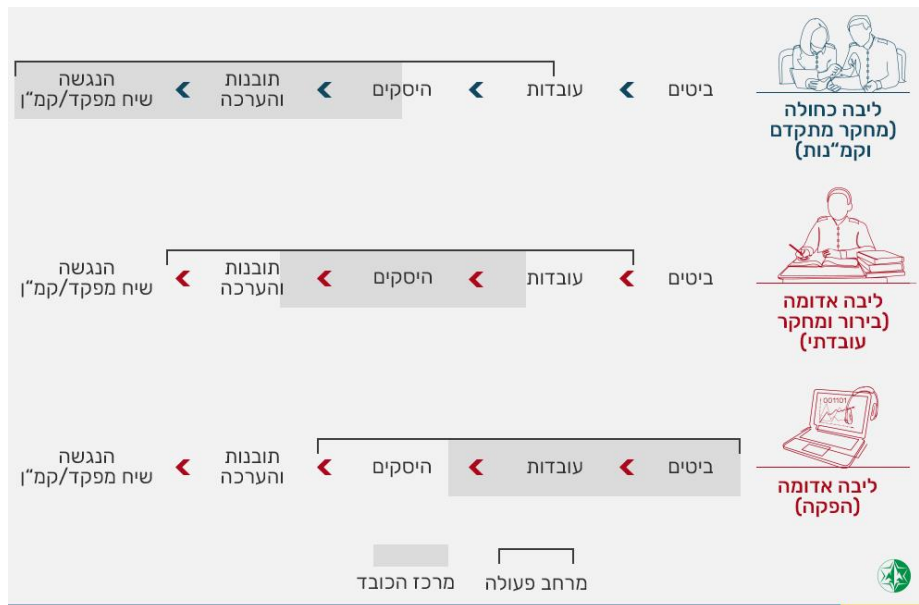 ליבה כחולה
(מחקר מתקדם
וקמ"נות)
ביטים
עובדות
היסקים
תובנות
והערכה
הנגשה
שיח מפקד/קמ"ן
ליבה אדומה
(בירור ומחקר
עובדתי)
ביטים
עובדות
היסקים
תובנות
והערכה
הנגשה
שיח מפקד/קמ"ן
001101
ליבה אדומה
(הפקה)
ביטים
עובדות
היסקים
תובנות
והערכה
הנגשה
שיח מפקד/קמ"ן
מרחב פעולה
מרכז הכובד